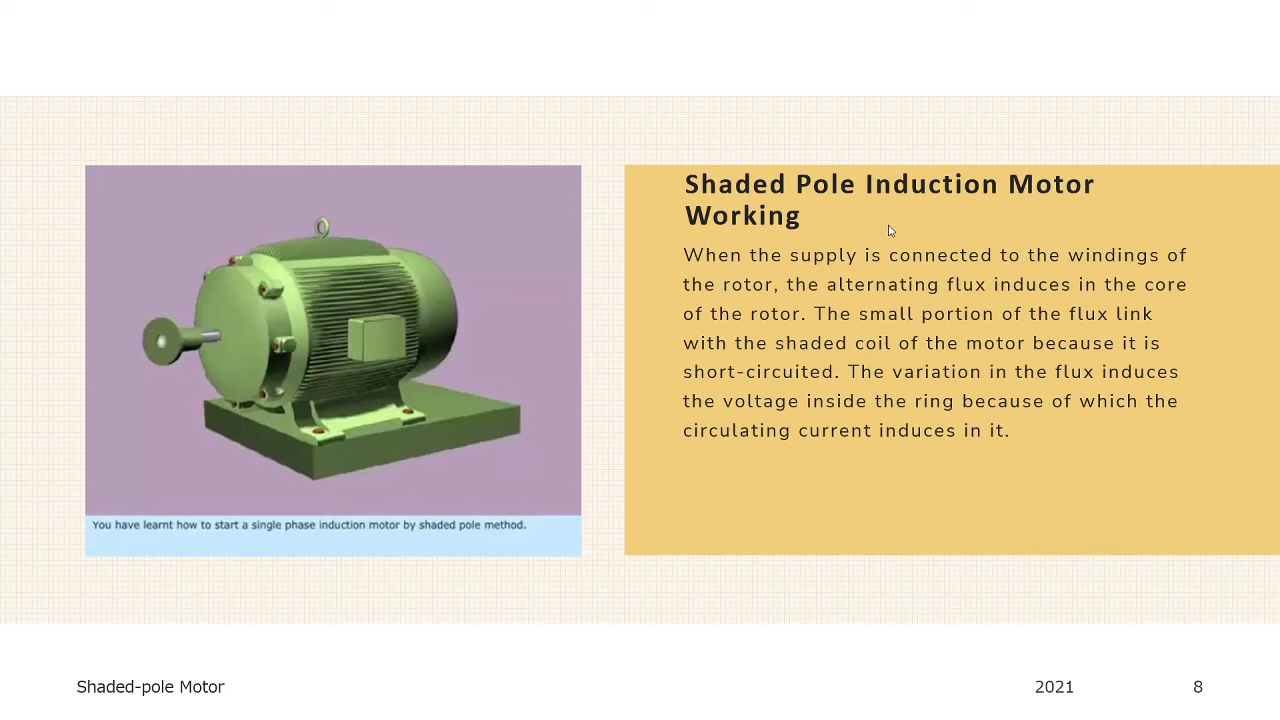 Shaded Pole Induction Motor
Working
When the supply is connected to the windings of
the rotor, the alternating flux induces in the core
of the rotor. The small portion of the flux link
with the shaded coil of the motor because it is
short-circuited. The variation in the flux induces
the voltage inside the ring because of which the
circulating current induces in it.
You have learnt how to start a single phase induction motor by shaded pole method.
Shaded-pole Motor
2021
8